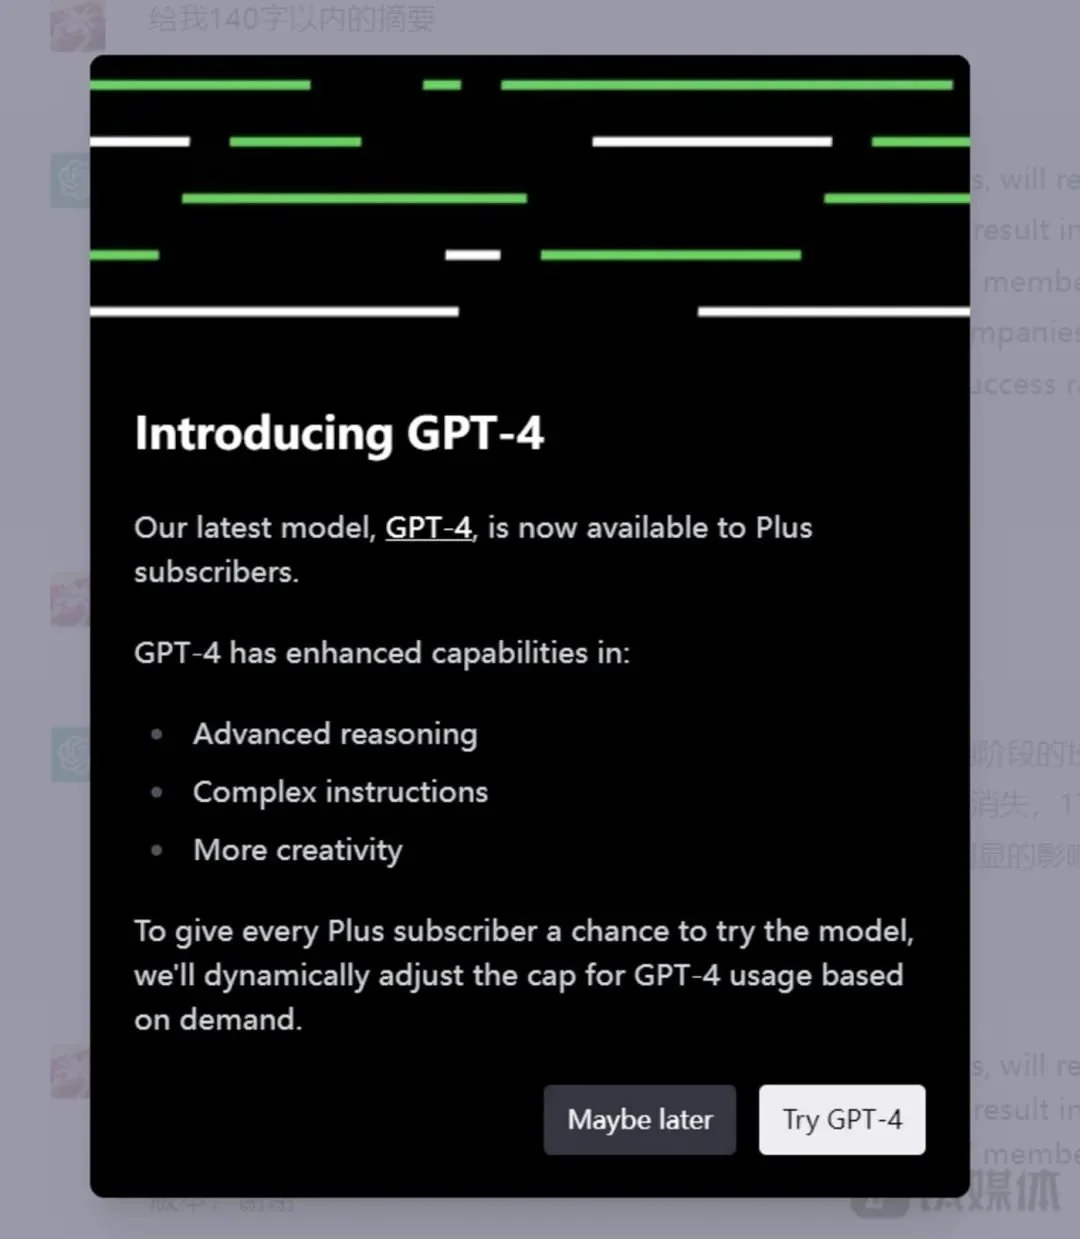 给我140字以内的摘要
Introducing GPT-4
Our latest model, GPT-4, is now available to Plus
subscribers.
GPT-4 has enhanced capabilities in:
Advanced reasoning
Complex instructions
More creativity
To give every Plus subscriber a chance to try the model,
we'll dynamically adjust the cap for GPT-4 usage based
on demand.
Maybe later
Try GPT-4
s, will re
result in
membe
mpanies
uccess ra
阶段的
消失，1
显的影
s, will re
result in
membe
钛媒体